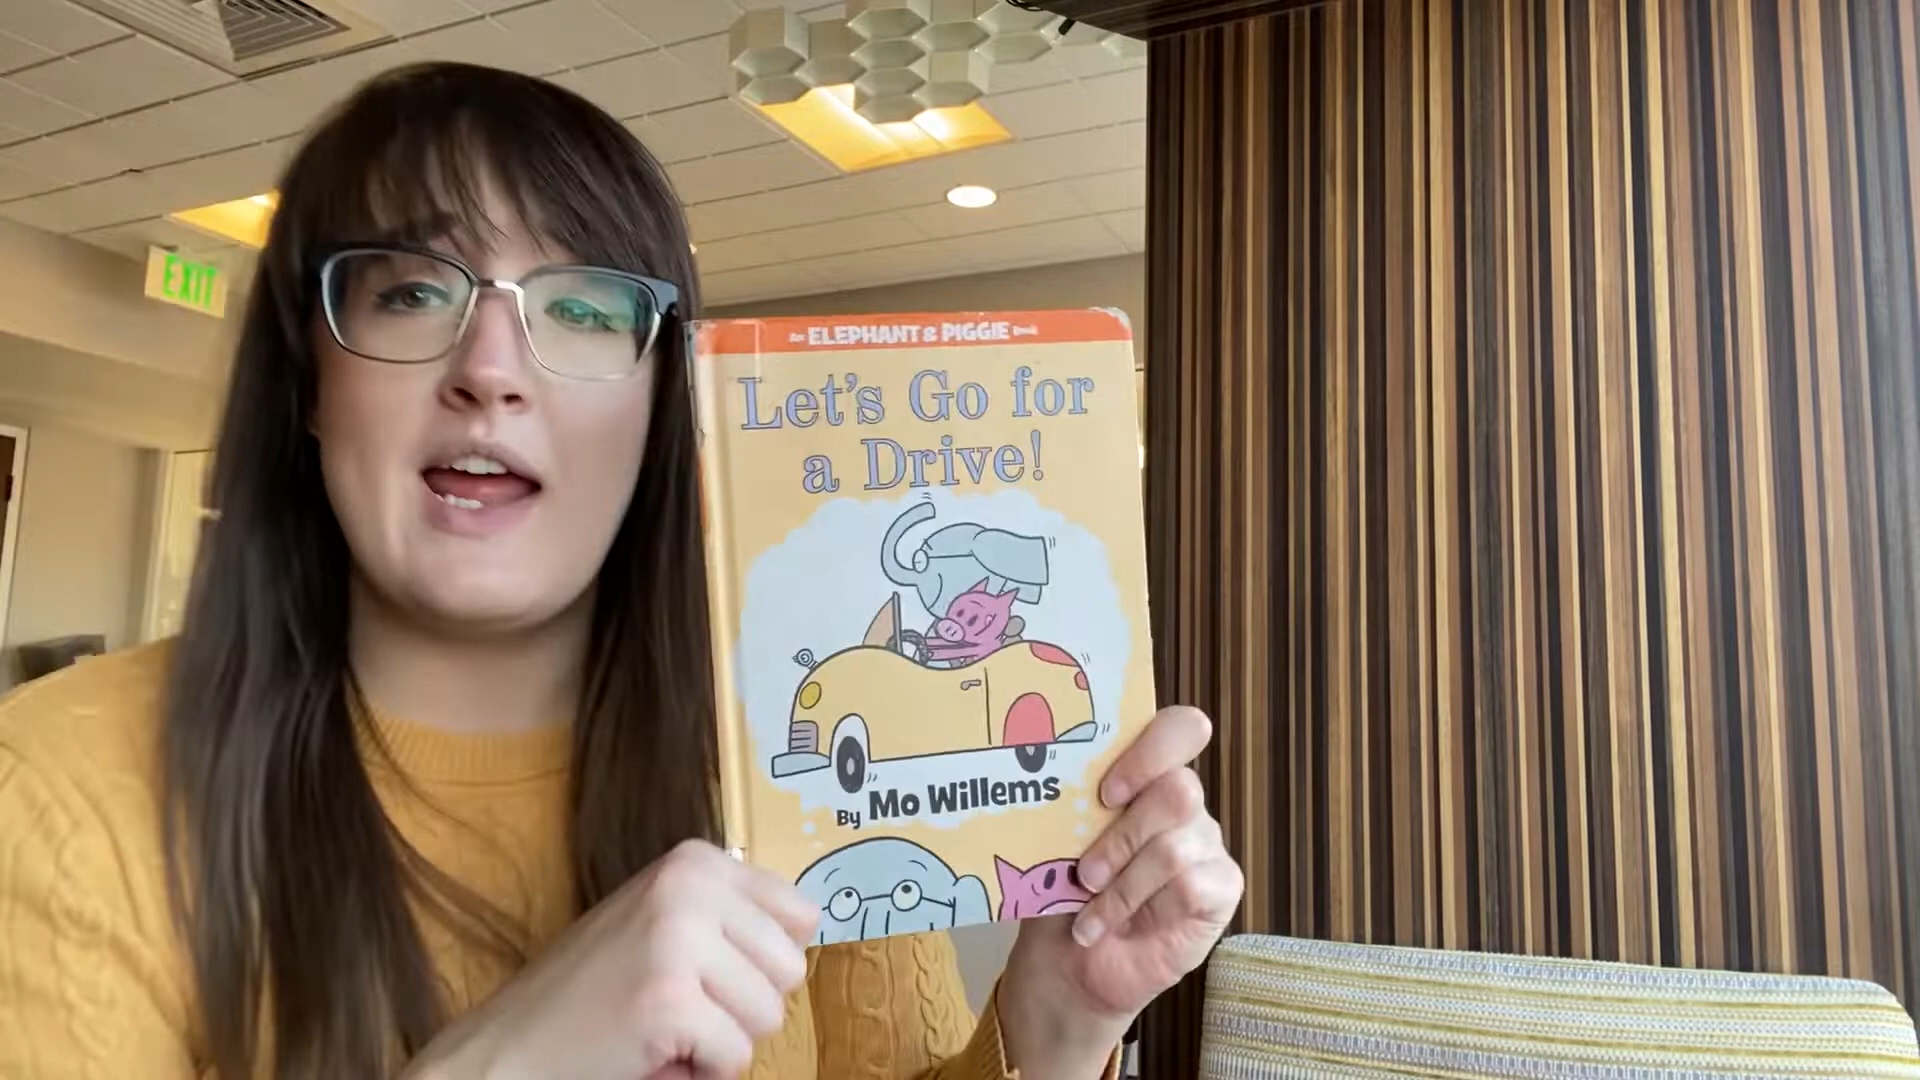 EXIT
An ELEPHANT & PIGGIE Book
Let's Go for
a Drive!
By Mo Willems